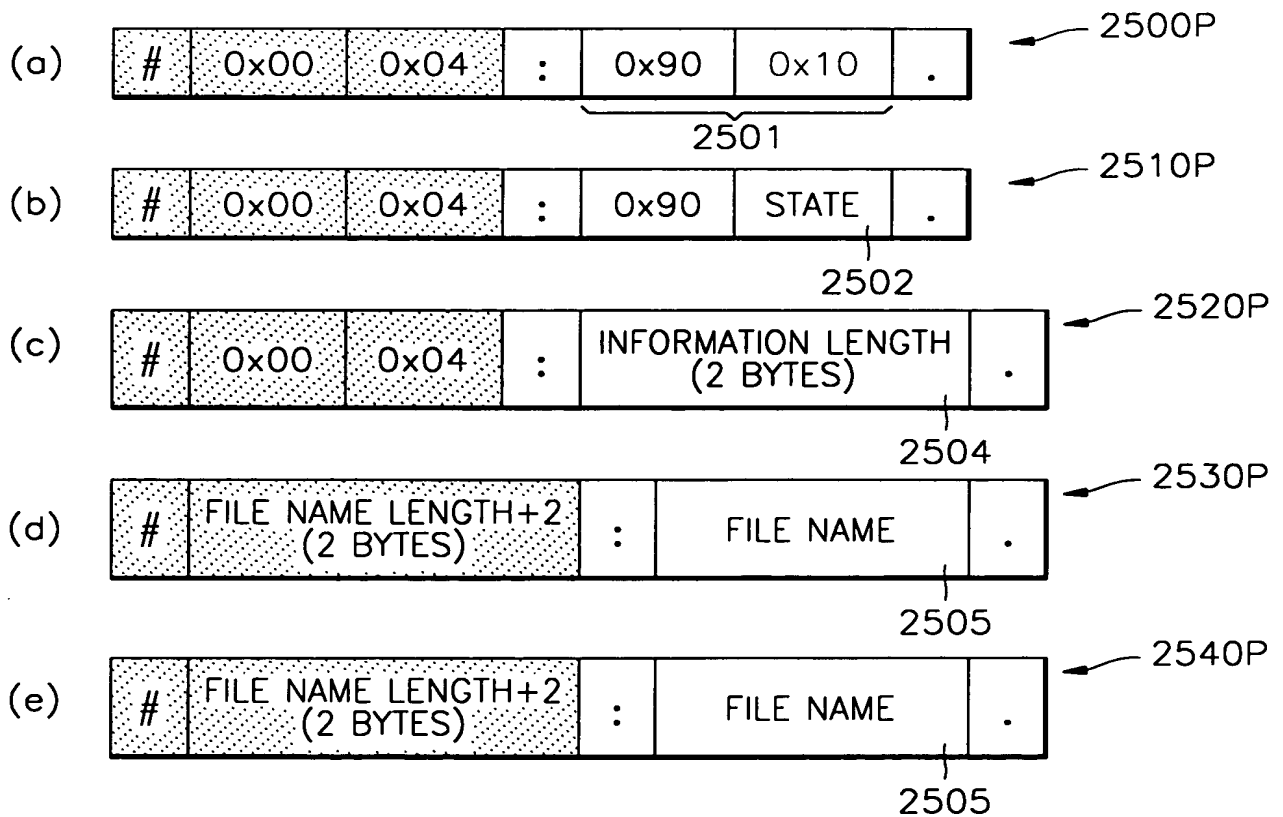 (a) # 0x00 0x04 : 0x90 0x10 . 2500P
2501
(b) # 0x00 0x04 : 0x90 STATE . 2510P
2502
(c) # 0x00 0x04 : INFORMATION LENGTH . 2520P
(2 BYTES)
2504
(d) # FILE NAME LENGTH+2 : FILE NAME . 2530P
(2 BYTES)
2505
(e) # FILE NAME LENGTH+2 : FILE NAME . 2540P
(2 BYTES)
2505